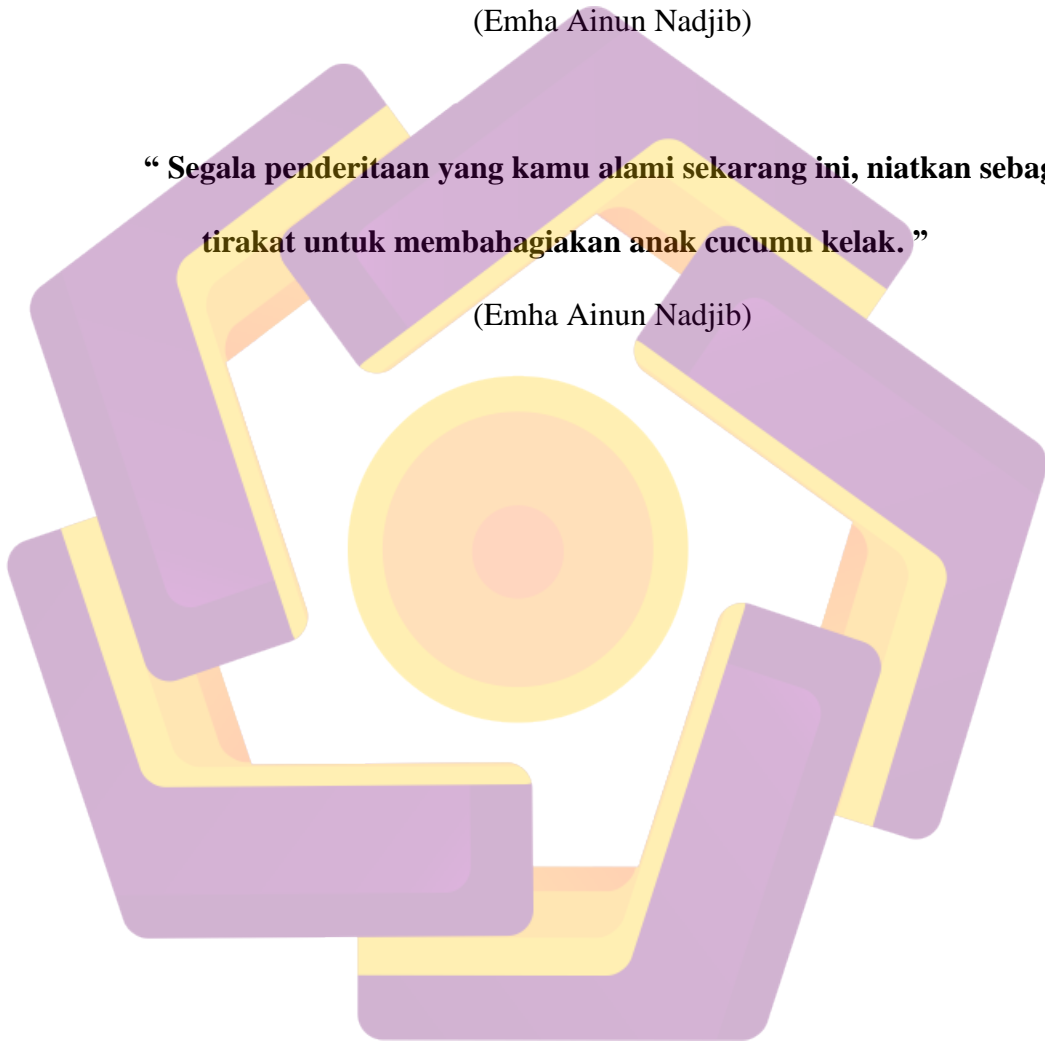 (Emha Ainun Nadjib)
“ Segala penderitaan yang kamu alami sekarang ini, niatkan sebag
tirakat untuk membahagiakan anak cucumu kelak. ”
(Emha Ainun Nadjib)